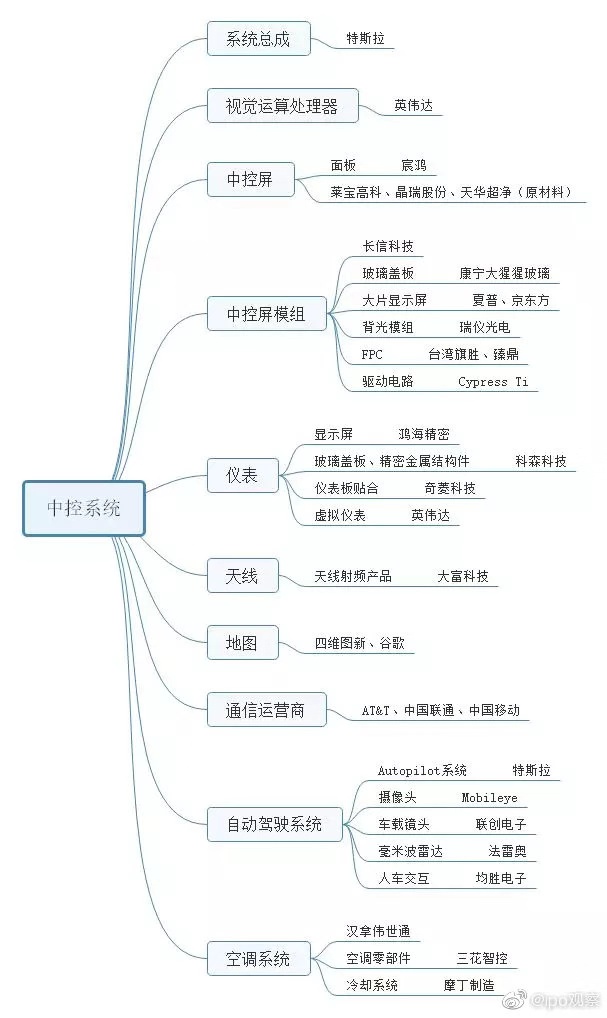 系统总成 特斯拉
视觉运算处理器 英伟达
中控屏
面板 宸鸿
莱宝高科、晶瑞股份、天华超净（原材料）
中控屏模组
长信科技
玻璃盖板 康宁大猩猩玻璃
大片显示屏 夏普、京东方
背光模组 瑞仪光电
FPC 台湾旗胜、臻鼎
驱动电路 Cypress Ti
仪表
显示屏 鸿海精密
玻璃盖板、精密金属结构件 科森科技
仪表板贴合 奇菱科技
虚拟仪表 英伟达
中控系统
天线
天线射频产品 大富科技
地图
四维图新、谷歌
通信运营商
AT&T、中国联通、中国移动
自动驾驶系统
Autopilot系统 特斯拉
摄像头 Mobileye
车载镜头 联创电子
毫米波雷达 法雷奥
人车交互 均胜电子
空调系统
汉拿伟世通
空调零部件 三花智控
冷却系统 摩丁制造
@ipo观察